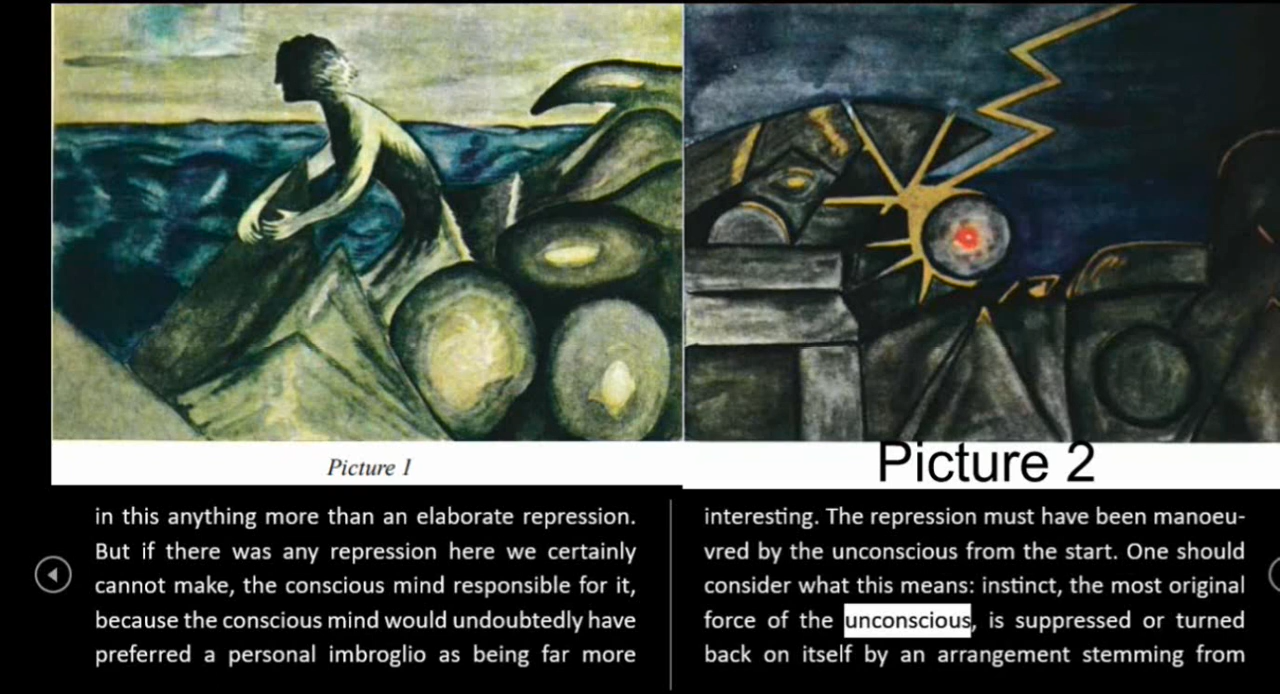 Picture 1
Picture 2
in this anything more than an elaborate repression.
But if there was any repression here we certainly
cannot make, the conscious mind responsible for it,
because the conscious mind would undoubtedly have
preferred a personal imbroglio as being far more
interesting. The repression must have been manoeu-
vred by the unconscious from the start. One should
consider what this means: instinct, the most original
force of the unconscious, is suppressed or turned
back on itself by an arrangement stemming from